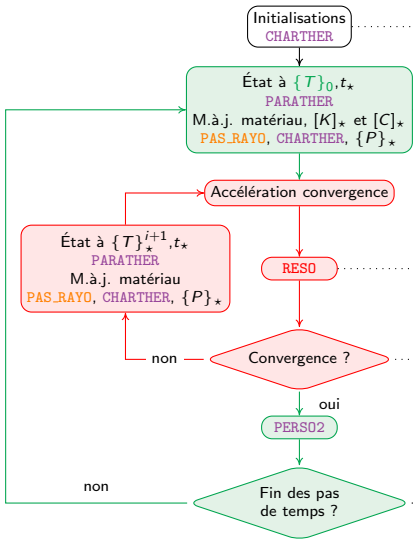 Initialisations
CHARTHER
État à {T}₀,t⋆
PARATHER
M.à.j. matériau, [K]⋆ et [C]⋆
PAS_RAYO, CHARTHER, {P}⋆
Accélération convergence
État à {T}⋆ⁱ⁺¹,t⋆
PARATHER
M.à.j. matériau
PAS_RAYO, CHARTHER, {P}⋆
RESO
Convergence ?
non
oui
PERSO2
non
Fin des pas
de temps ?